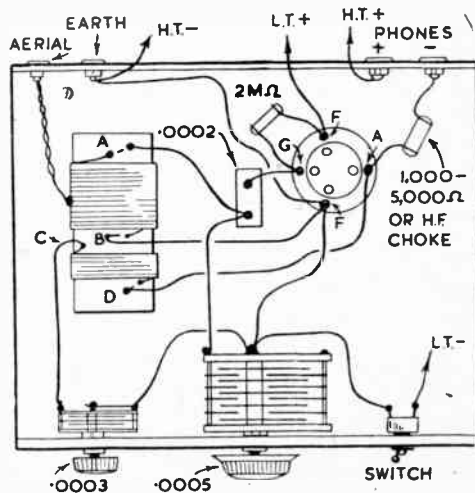 EARTH
AERIAL
H.T.-
L.T.+
H.T.+
PHONES
+ -
D
2MΩ
.0002
A
F
G
A
1,000-
5,000Ω
OR H.F.
CHOKE
C
B
F
D
L.T.-
.0003
.0005
SWITCH